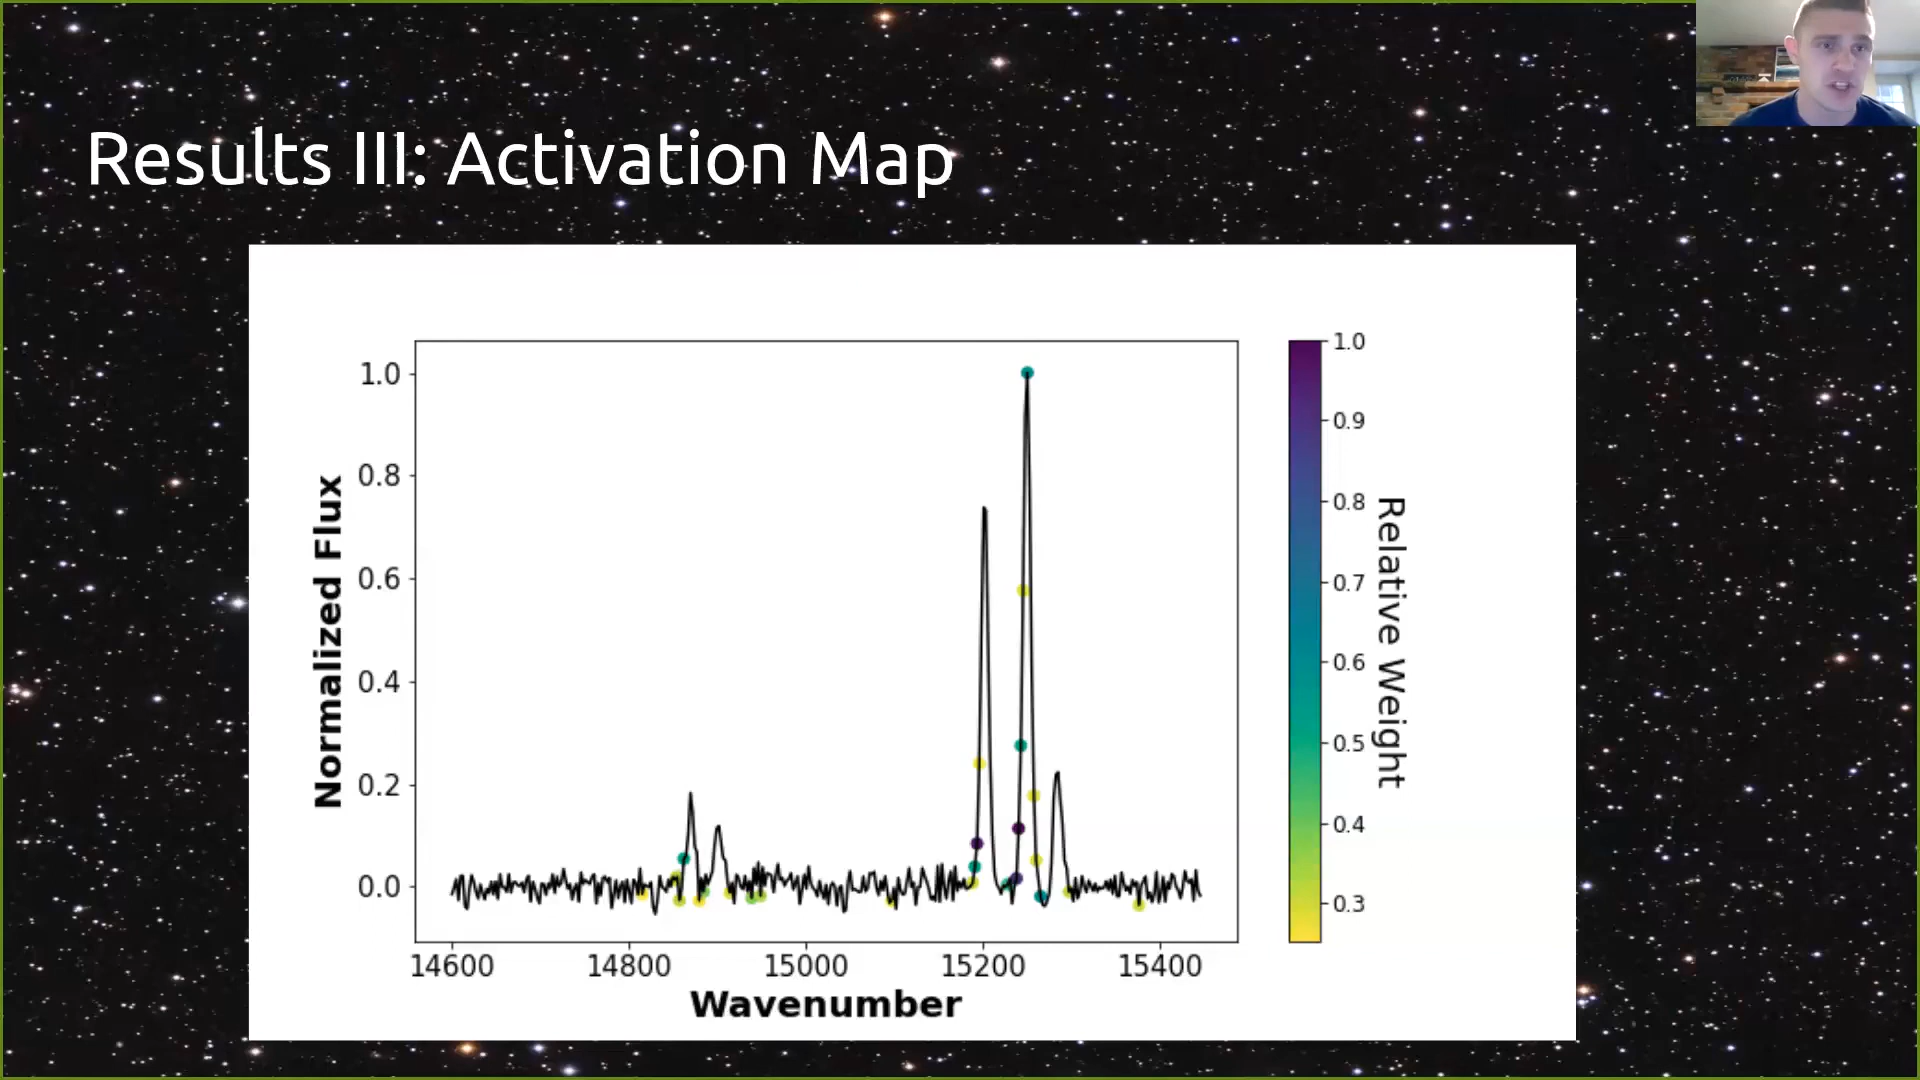 Results III: Activation Map
1.0
0.8
0.6
0.4
0.2
0.0
Normalized Flux
14600 14800 15000 15200 15400
Wavenumber
1.0
0.9
0.8
0.7
0.6
0.5
0.4
0.3
Relative Weight